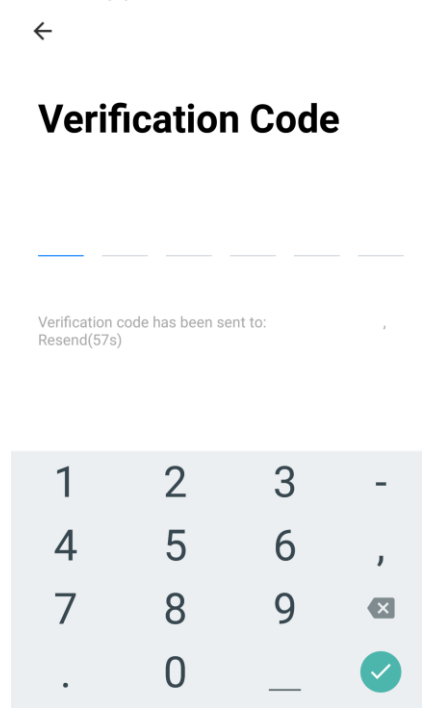 Verification Code
Verification code has been sent to: ,
Resend(57s)
1 2 3 -
4 5 6 ,
7 8 9
. 0 _